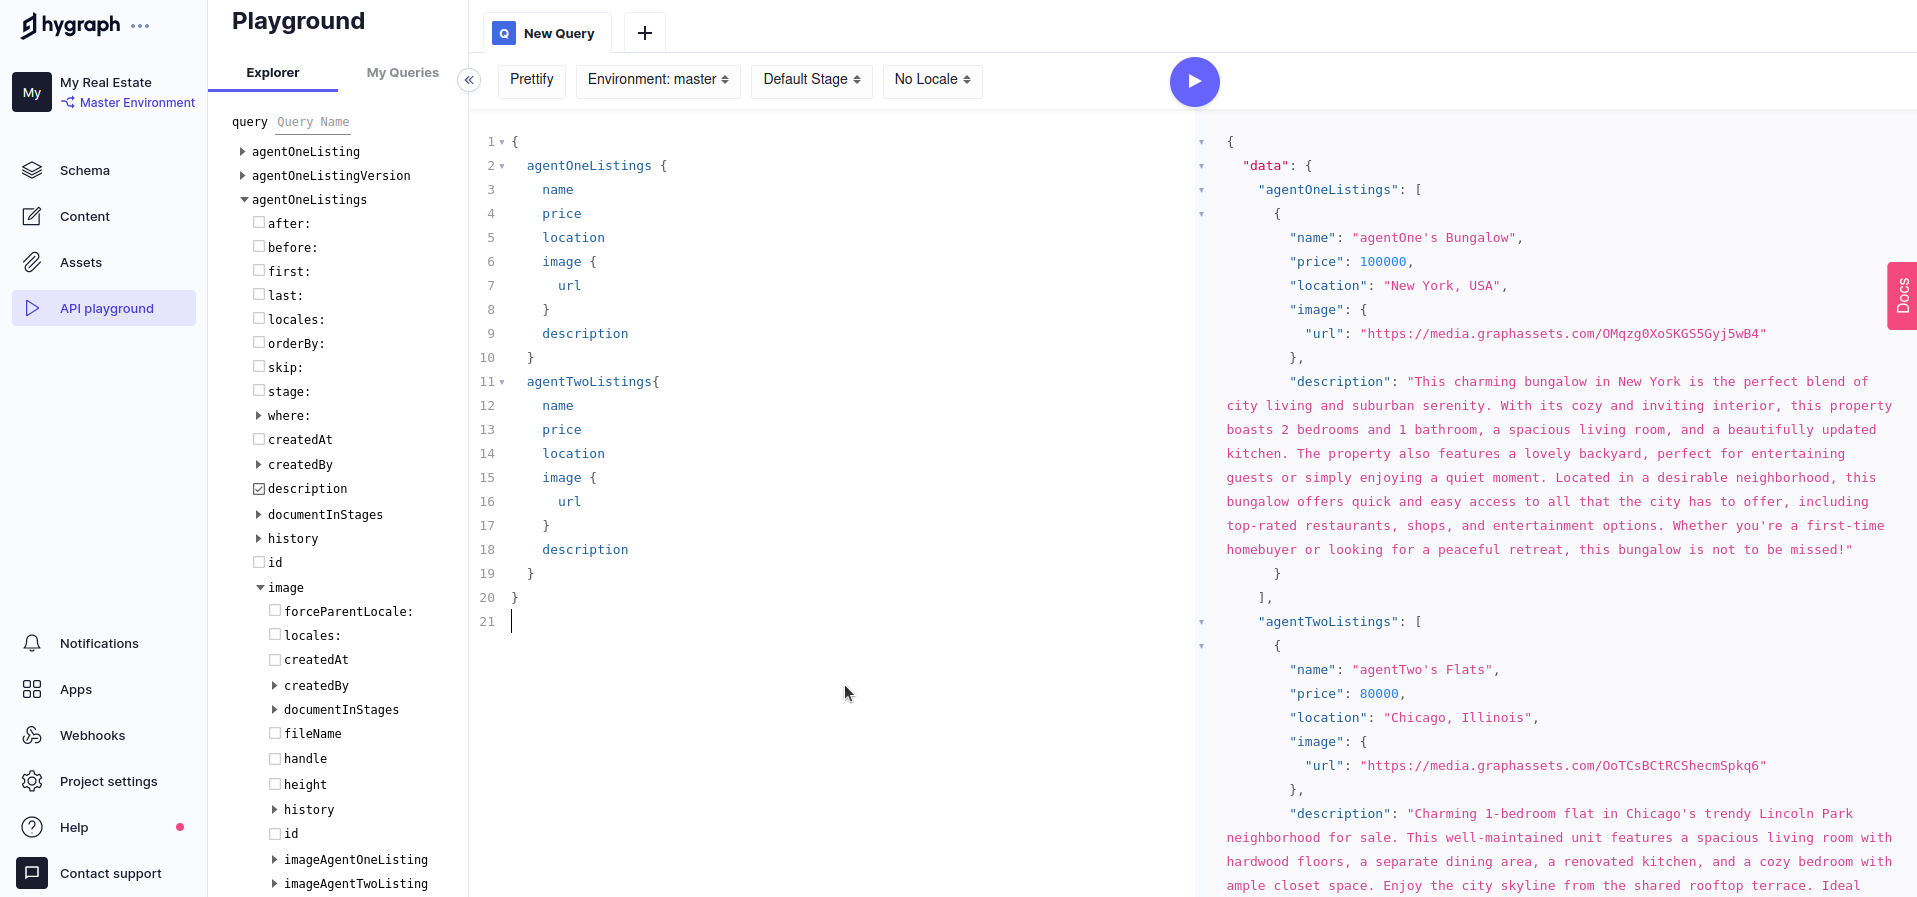 hygraph
My Real Estate
My
Master Environment
Schema
Content
Assets
API playground
Notifications
Apps
Webhooks
Project settings
Help
Contact support
Playground
Explorer
My Queries
query Query Name
agentOneListing
agentOneListingVersion
agentOneListings
after:
before:
first:
last:
locales:
orderBy:
skip:
stage:
where:
createdAt
createdBy
description
documentInStages
history
id
image
forceParentLocale:
locales:
createdAt
createdBy
documentInStages
fileName
handle
height
history
id
imageAgentOneListing
imageAgentTwoListing
Q New Query +
Prettify
Environment: master
Default Stage
No Locale
1 {
2 agentOneListings {
3 name
4 price
5 location
6 image {
7 url
8 }
9 description
10 }
11 agentTwoListings{
12 name
13 price
14 location
15 image {
16 url
17 }
18 description
19 }
20 }
21
{
"data": {
"agentOneListings": [
{
"name": "agentOne's Bungalow",
"price": 100000,
"location": "New York, USA",
"image": {
"url": "https://media.graphassets.com/OMqzg0XoSKGS5Gyj5wB4"
},
"description": "This charming bungalow in New York is the perfect blend of
city living and suburban serenity. With its cozy and inviting interior, this property
boasts 2 bedrooms and 1 bathroom, a spacious living room, and a beautifully updated
kitchen. The property also features a lovely backyard, perfect for entertaining
guests or simply enjoying a quiet moment. Located in a desirable neighborhood, this
bungalow offers quick and easy access to all that the city has to offer, including
top-rated restaurants, shops, and entertainment options. Whether you're a first-time
homebuyer or looking for a peaceful retreat, this bungalow is not to be missed!"
}
],
"agentTwoListings": [
{
"name": "agentTwo's Flats",
"price": 80000,
"location": "Chicago, Illinois",
"image": {
"url": "https://media.graphassets.com/OoTCsBCtRCShecmSpkq6"
},
"description": "Charming 1-bedroom flat in Chicago's trendy Lincoln Park
neighborhood for sale. This well-maintained unit features a spacious living room with
hardwood floors, a separate dining area, a renovated kitchen, and a cozy bedroom with
ample closet space. Enjoy the city skyline from the shared rooftop terrace. Ideal
Docs